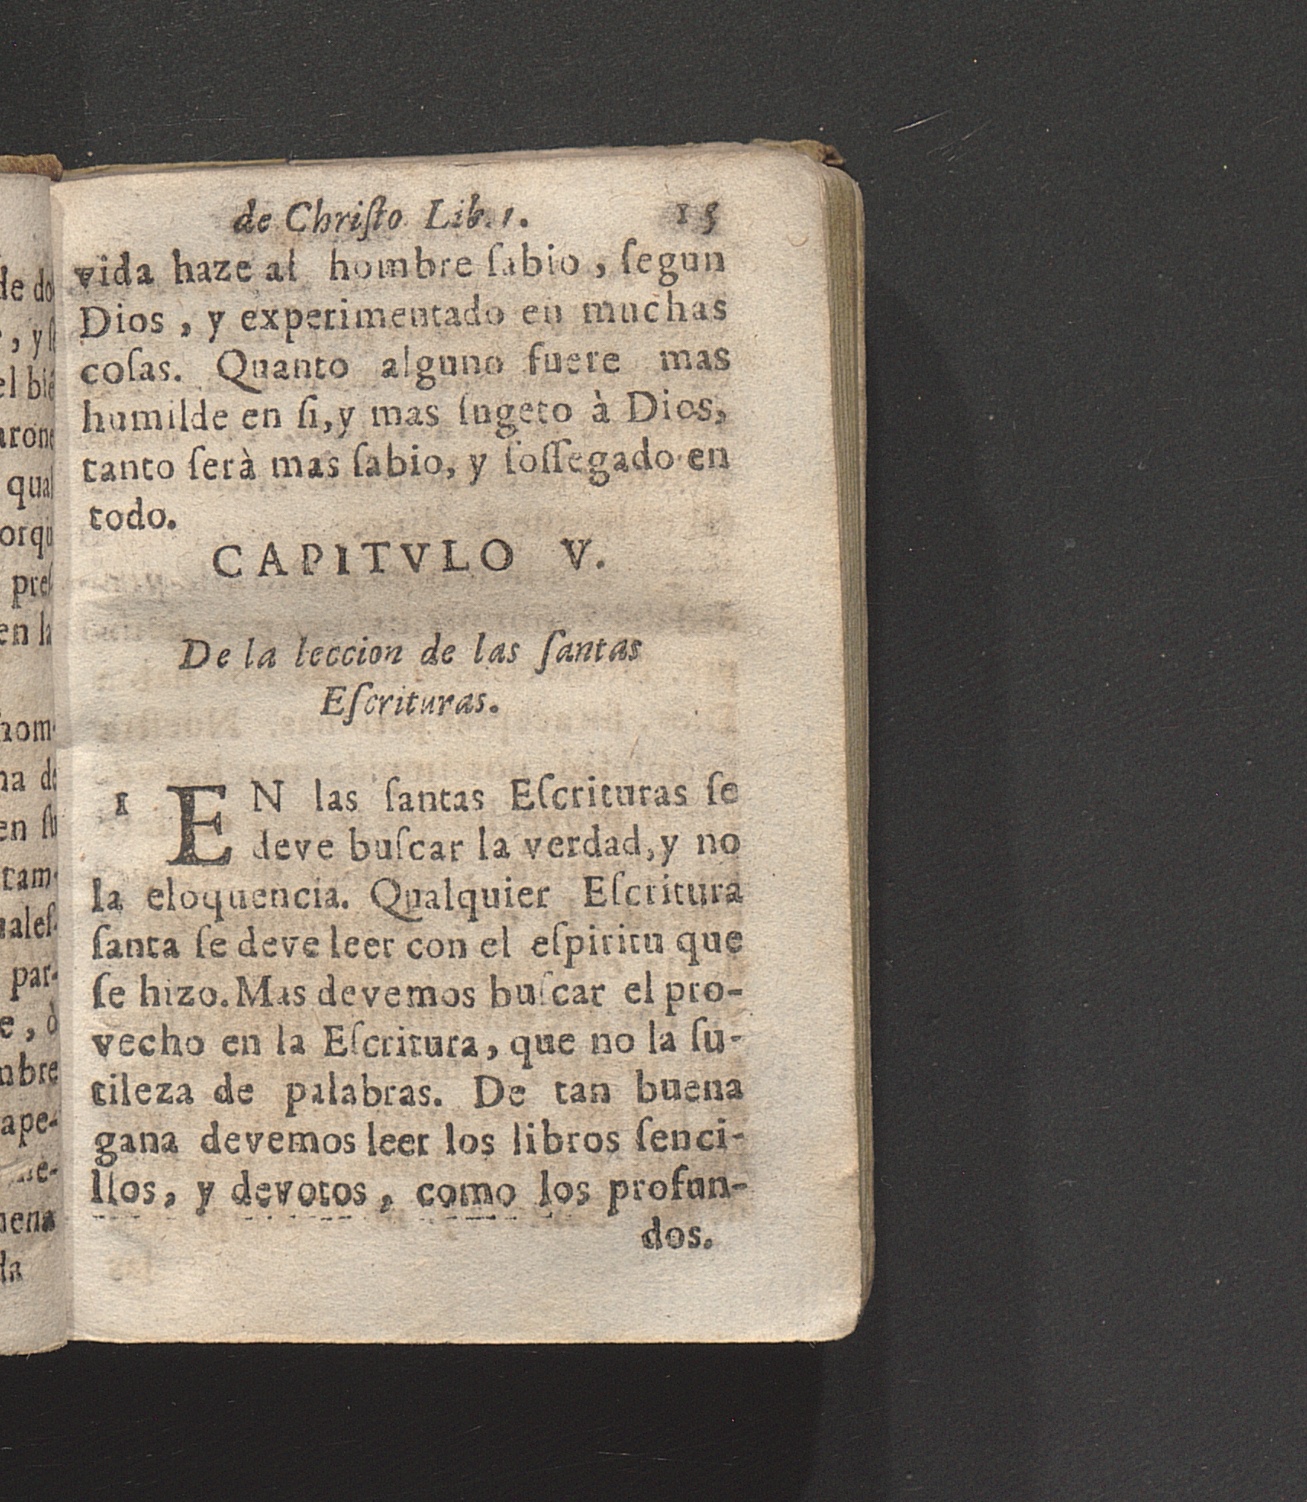 de Chriſto Lib. 1. 15
vida haze al hombre ſabio, ſegun
Dios, y experimentado en muchas
coſas. Quanto alguno fuere mas
humilde en ſi, y mas ſugeto à Dios,
tanto ſerà mas ſabio, y ſoſſegado en
todo.
CAPITVLO V.
De la leccion de las ſantas
Eſcrituras.
1 EN las ſantas Eſcrituras ſe
deve buſcar la verdad, y no
la eloquencia. Qualquier Eſcritura
ſanta ſe deve leer con el eſpiritu que
ſe hizo. Mas devemos buſcar el pro-
vecho en la Eſcritura, que no la ſu-
tileza de palabras. De tan buena
gana devemos leer los libros ſenci-
llos, y devotos, como los profun-
dos.